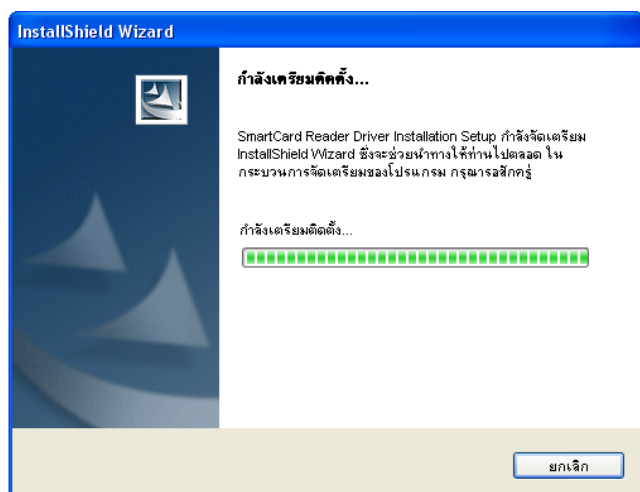 InstallShield Wizard
กำลังเตรียมติดตั้ง...
SmartCard Reader Driver Installation Setup กำลังจัดเตรียม
InstallShield Wizard ซึ่งจะช่วยนำทางให้ท่านไปตลอด ใน
กระบวนการจัดเตรียมของโปรแกรม กรุณารอสักครู่
กำลังเตรียมติดตั้ง...
ยกเลิก